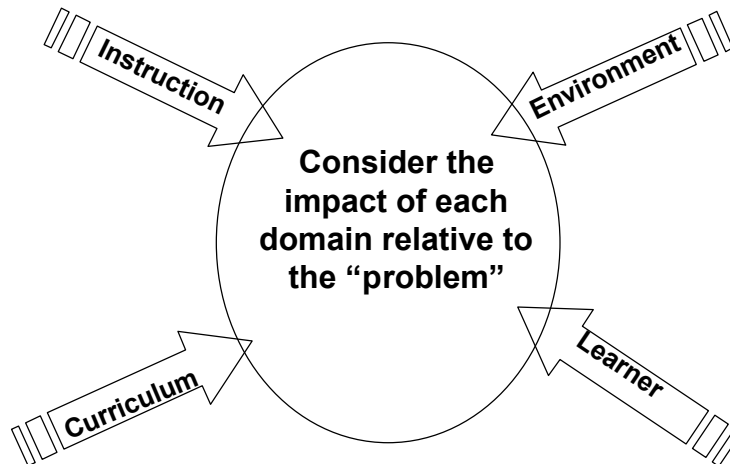 Instruction
Environment
Consider the
impact of each
domain relative to
the “problem”
Curriculum
Learner